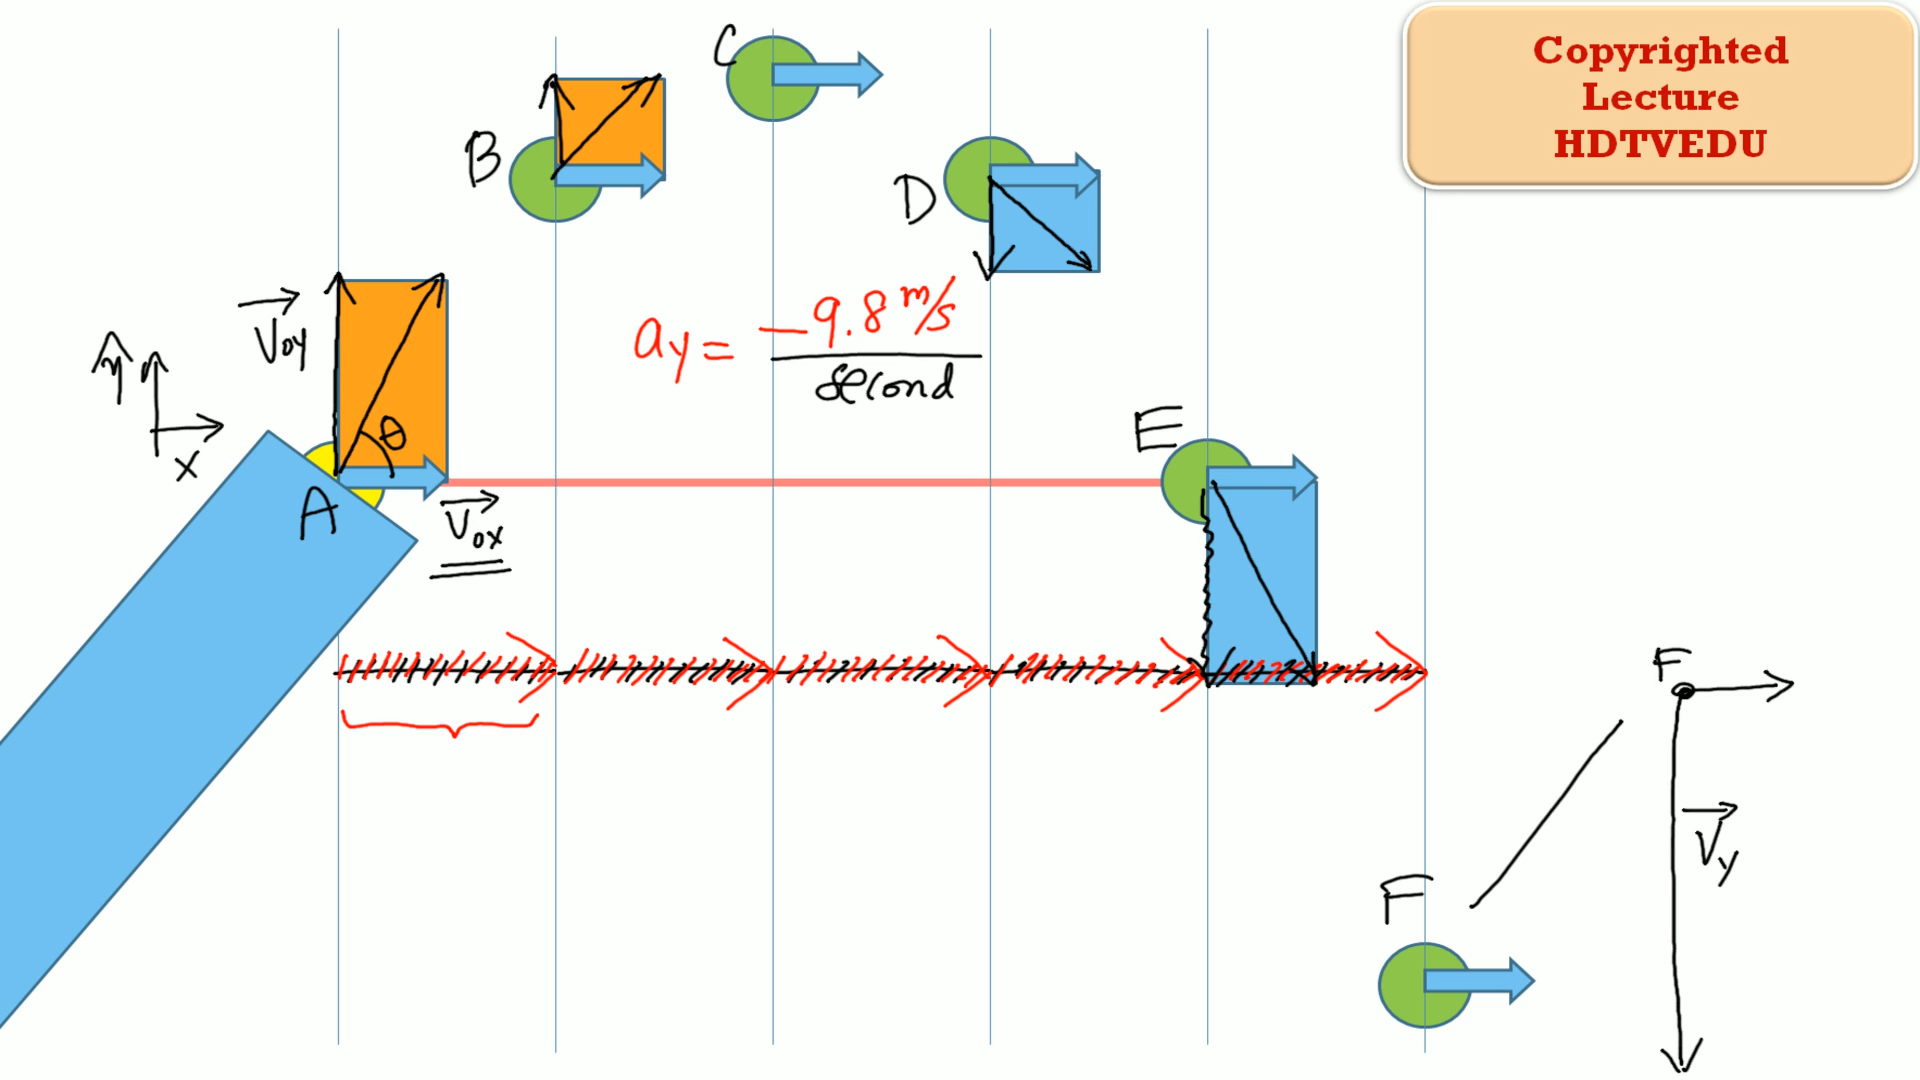 Copyrighted
Lecture
HDTVEDU
C
B
D
V₀y
y
x
θ
A
V₀x
ay = -9.8 m/s
second
E
F
Vy
F